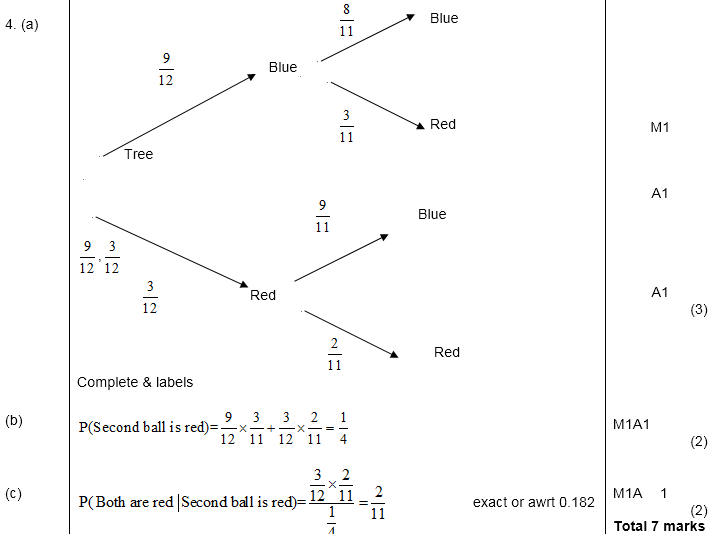 4. (a)
8/11
Blue
9/12
Blue
3/11
Red
M1
Tree
A1
9/11
Blue
9/12, 3/12
3/12
Red
A1
(3)
2/11
Red
Complete & labels
(b)
P(Second ball is red)=9/12×3/11+3/12×2/11=1/4
M1A1
(2)
(c)
P(Both are red|Second ball is red)=(3/12×2/11)/(1/4)=2/11
exact or awrt 0.182
M1A 1
(2)
Total 7 marks